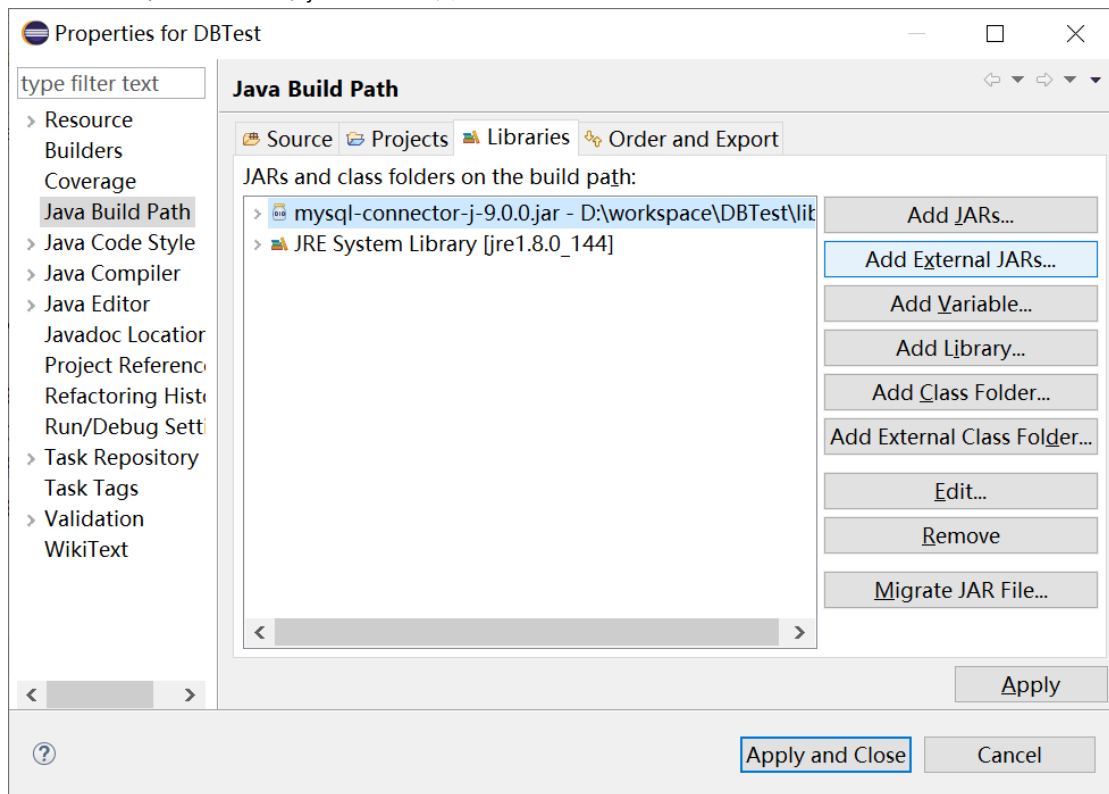 Properties for DBTest
type filter text
Java Build Path
Resource
Builders
Coverage
Java Build Path
Java Code Style
Java Compiler
Java Editor
Javadoc Location
Project Referenc
Refactoring Hist
Run/Debug Setti
Task Repository
Task Tags
Validation
WikiText
Source Projects Libraries Order and Export
JARs and class folders on the build path:
mysql-connector-j-9.0.0.jar - D:\workspace\DBTest\lib
JRE System Library [jre1.8.0_144]
Add JARs...
Add External JARs...
Add Variable...
Add Library...
Add Class Folder...
Add External Class Folder...
Edit...
Remove
Migrate JAR File...
Apply
Apply and Close Cancel